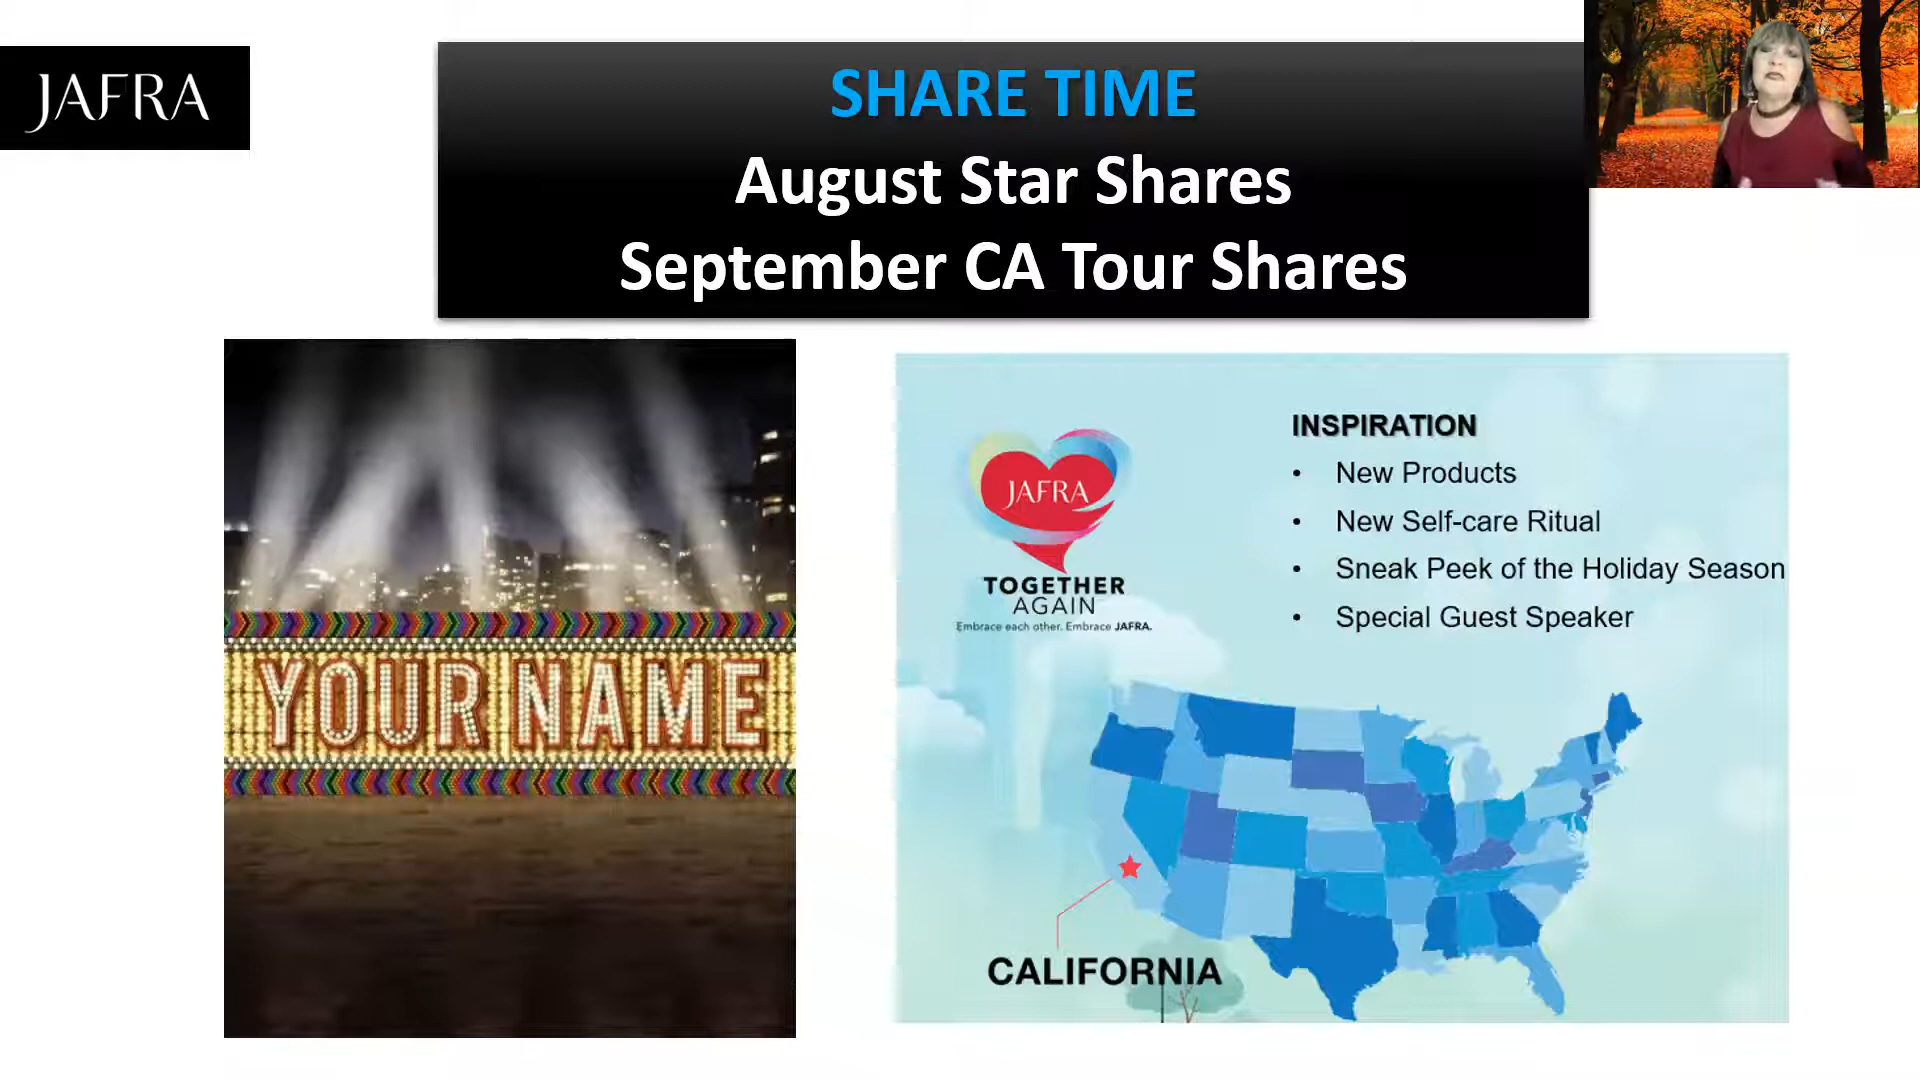 JAFRA
SHARE TIME
August Star Shares
September CA Tour Shares
YOUR NAME
JAFRA
TOGETHER
AGAIN
Embrace each other. Embrace JAFRA.
INSPIRATION
• New Products
• New Self-care Ritual
• Sneak Peek of the Holiday Season
• Special Guest Speaker
CALIFORNIA